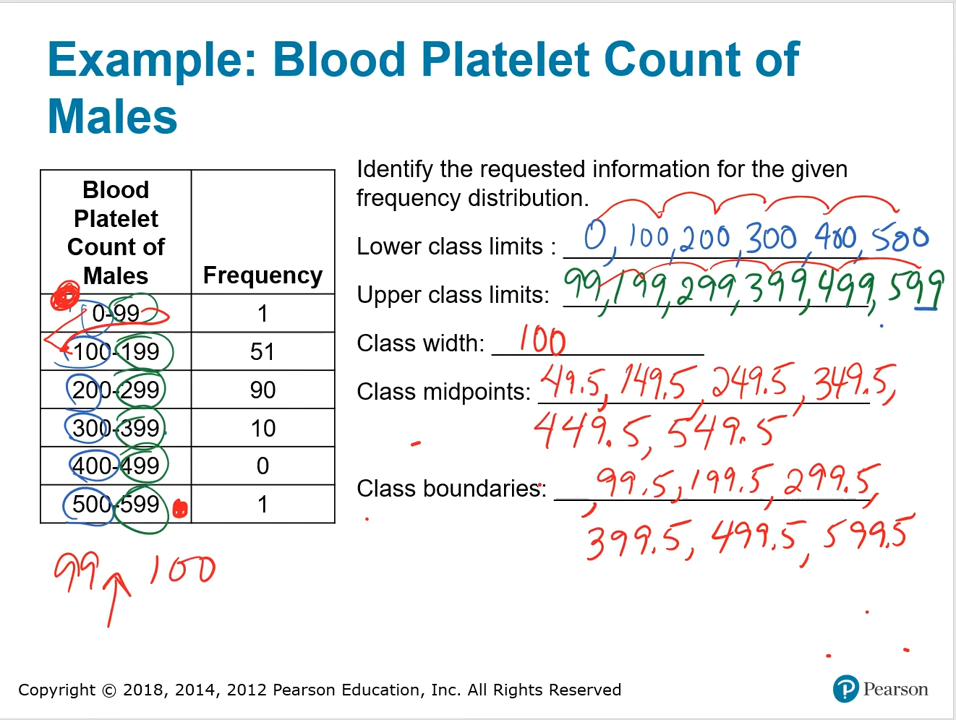 Example: Blood Platelet Count of
Males
Blood
Platelet
Count of
Males
Frequency
0-99 1
100-199 51
200-299 90
300-399 10
400-499 0
500-599 1
99 100
Identify the requested information for the given
frequency distribution.
Lower class limits : 0, 100, 200, 300, 400, 500
Upper class limits: 99, 199, 299, 399, 499, 599
Class width: 100
Class midpoints: 49.5, 149.5, 249.5, 349.5,
449.5, 549.5
Class boundaries: , 99.5, 199.5, 299.5,
399.5, 499.5, 599.5
Copyright © 2018, 2014, 2012 Pearson Education, Inc. All Rights Reserved
P Pearson